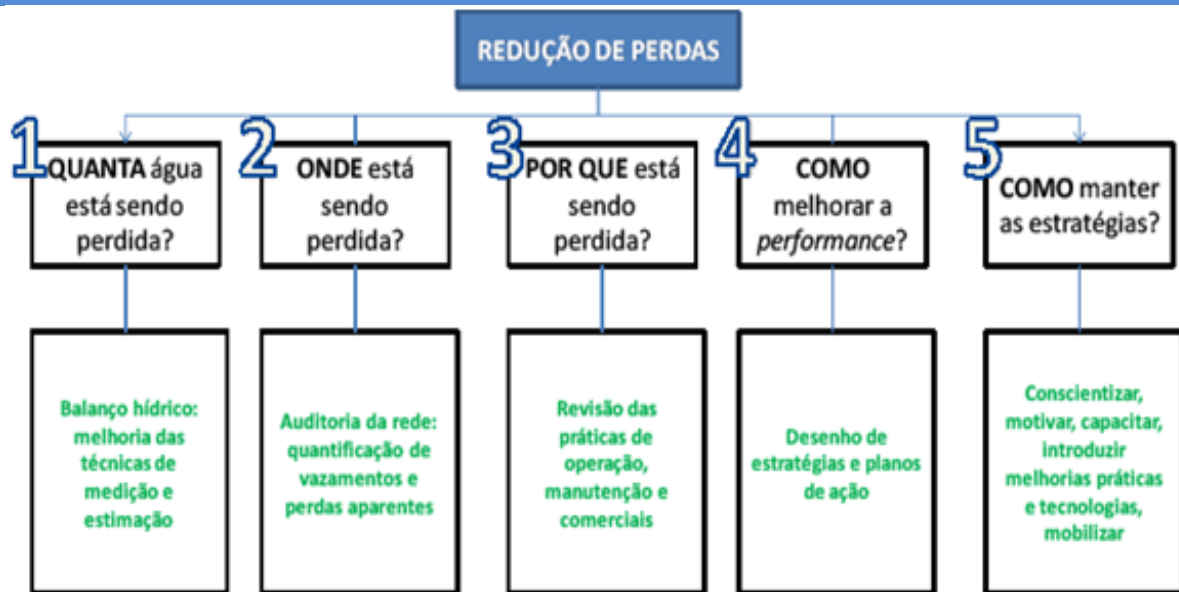 REDUÇÃO DE PERDAS
1
QUANTA água
está sendo
perdida?
2
ONDE está
sendo
perdida?
3
POR QUE está
sendo
perdida?
4
COMO
melhorar a
performance?
5
COMO manter
as estratégias?
Balanço hídrico:
melhoria das
técnicas de
medição e
estimação
Auditoria da rede:
quantificação de
vazamentos e
perdas aparentes
Revisão das
práticas de
operação,
manutenção e
comerciais
Desenho de
estratégias e planos
de ação
Conscientizar,
motivar, capacitar,
introduzir
melhorias práticas
e tecnologias,
mobilizar